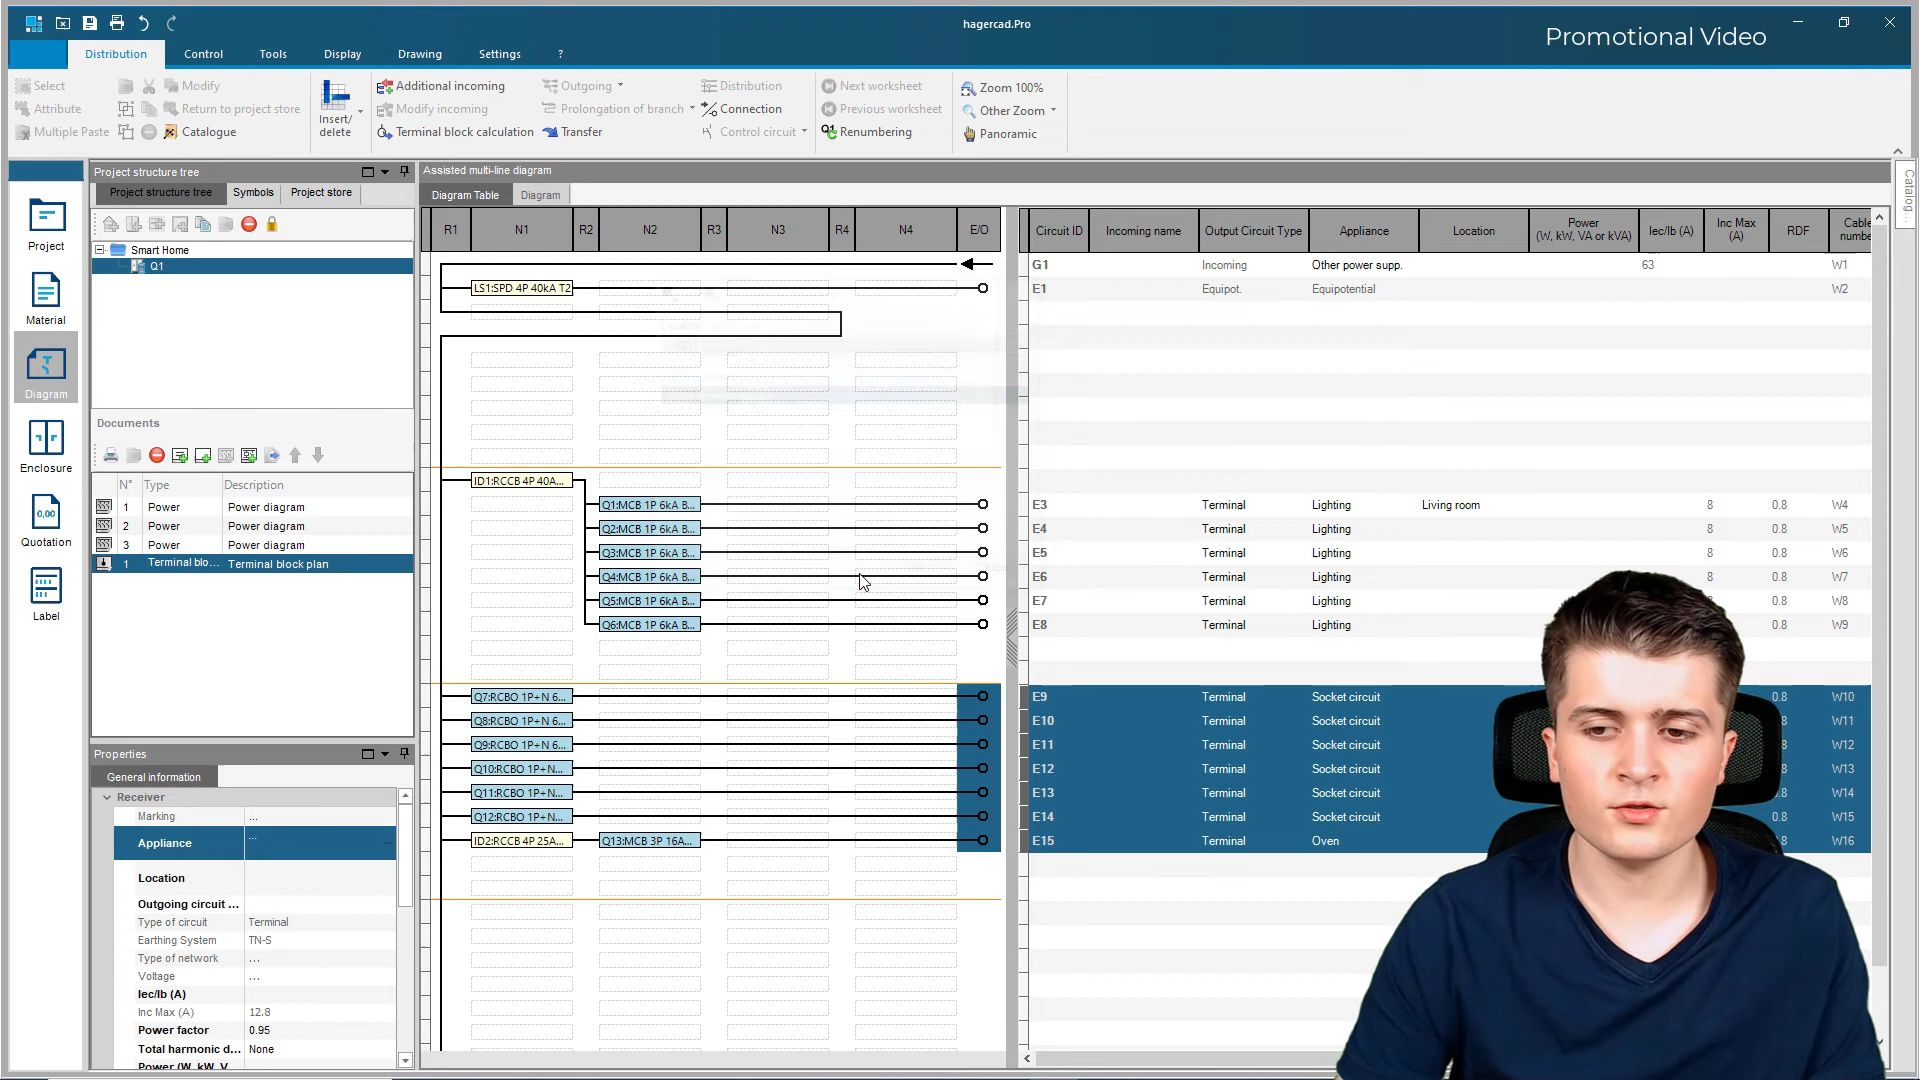 hagercad.Pro
Promotional Video
Distribution Control Tools Display Drawing Settings ?
Select Modify Additional incoming Outgoing Distribution Next worksheet Zoom 100%
Attribute Return to project store Insert/ delete Modify incoming Prolongation of branch Connection Previous worksheet Other Zoom
Multiple Paste Catalogue Terminal block calculation Transfer Control circuit Renumbering Panoramic
Project structure tree
Project structure tree Symbols Project store
Smart Home
Q1
Project
Material
Diagram
Enclosure
Quotation
Label
Documents
N° Type Description
1 Power Power diagram
2 Power Power diagram
3 Power Power diagram
1 Terminal blo... Terminal block plan
Properties
General information
Receiver
Marking ...
Appliance ...
Location
Outgoing circuit ...
Type of circuit Terminal
Earthing System TN-S
Type of network ...
Voltage ...
Iec/Ib (A)
Inc Max (A) 12.8
Power factor 0.95
Total harmonic d... None
Power (W, kW, V
Assisted multi-line diagram
Diagram Table Diagram
R1 N1 R2 N2 R3 N3 R4 N4 E/O
LS1:SPD 4P 40kA T2
ID1:RCCB 4P 40A...
Q1:MCB 1P 6kA B...
Q2:MCB 1P 6kA B...
Q3:MCB 1P 6kA B...
Q4:MCB 1P 6kA B...
Q5:MCB 1P 6kA B...
Q6:MCB 1P 6kA B...
Q7:RCBO 1P+N 6...
Q8:RCBO 1P+N 6...
Q9:RCBO 1P+N 6...
Q10:RCBO 1P+N...
Q11:RCBO 1P+N...
Q12:RCBO 1P+N...
ID2:RCCB 4P 25A... Q13:MCB 3P 16A...
Circuit ID Incoming name Output Circuit Type Appliance Location Power (W, kW, VA or kVA) Iec/Ib (A) Inc Max (A) RDF Cable numbe
G1 Incoming Other power supp. 63 W1
E1 Equipot. Equipotential W2
E3 Terminal Lighting Living room 8 0.8 W4
E4 Terminal Lighting 8 0.8 W5
E5 Terminal Lighting 8 0.8 W6
E6 Terminal Lighting 8 0.8 W7
E7 Terminal Lighting 0.8 W8
E8 Terminal Lighting 0.8 W9
E9 Terminal Socket circuit 0.8 W10
E10 Terminal Socket circuit W11
E11 Terminal Socket circuit W12
E12 Terminal Socket circuit 8 W13
E13 Terminal Socket circuit .8 W14
E14 Terminal Socket circuit 0.8 W15
E15 Terminal Oven 8 W16
Catalog...